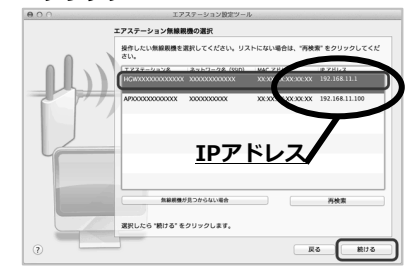 エアステーション設定ツール
エアステーション無線親機の選択
操作したい無線親機を選択してください。リストにない場合は、"再検索" をクリックしてくだ
さい。
エアステーション名 ネットワーク名 (SSID) MAC アドレス IP アドレス
HGWXXXXXXXXXXXX XXXXXXXXXXXX XX:XX:XX:XX:XX:XX 192.168.11.1
APXXXXXXXXXXXX XXXXXXXXXX XX:XX:XX:XX:XX:XX 192.168.11.100
IPアドレス
無線親機が見つからない場合 再検索
選択したら "続ける" をクリックします。
? 戻る 続ける